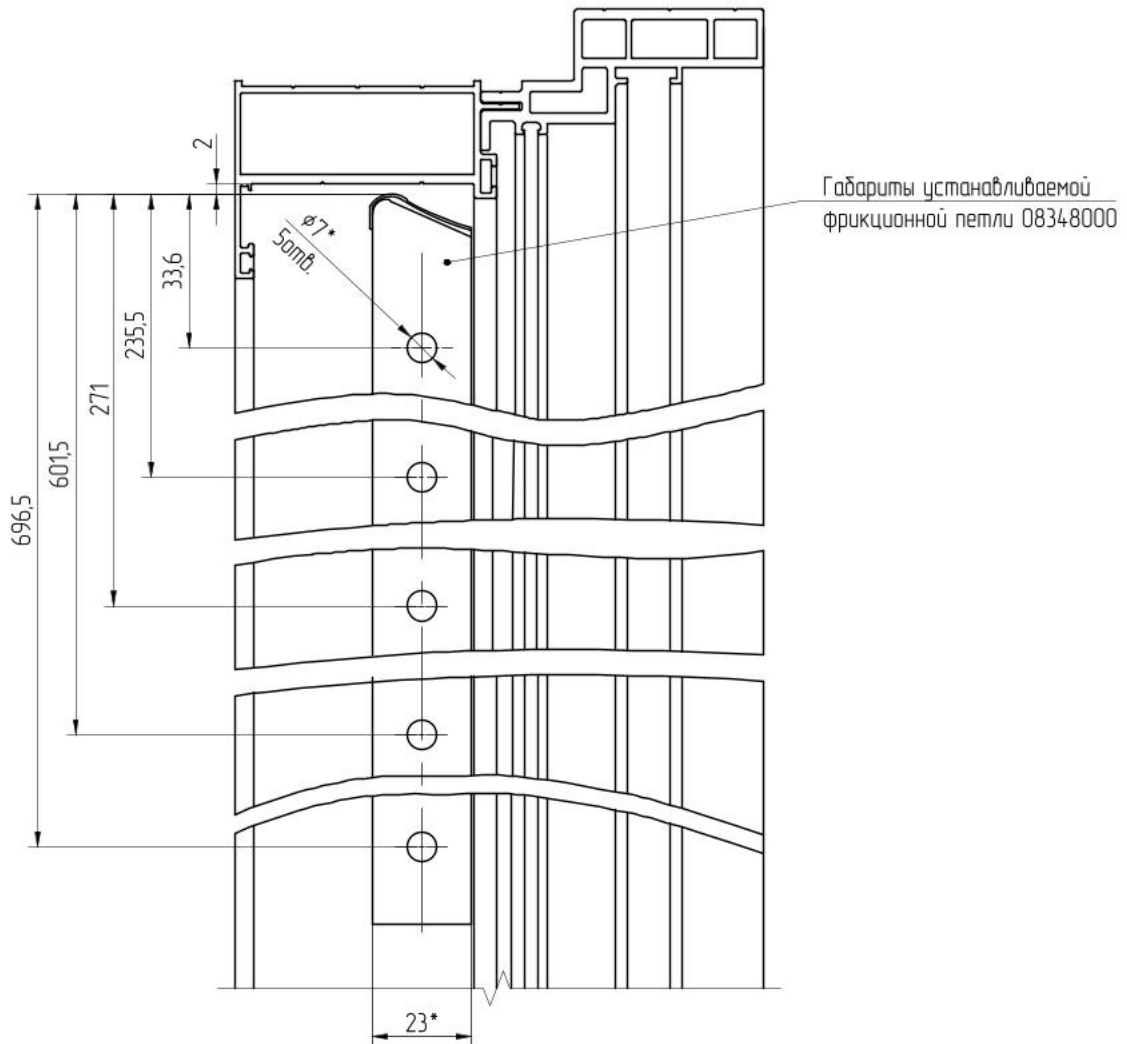 2
Габариты устанавливаемой
фрикционной петли 08348000
⌀7*
5отв.
33,6
235,5
271
601,5
696,5
23*